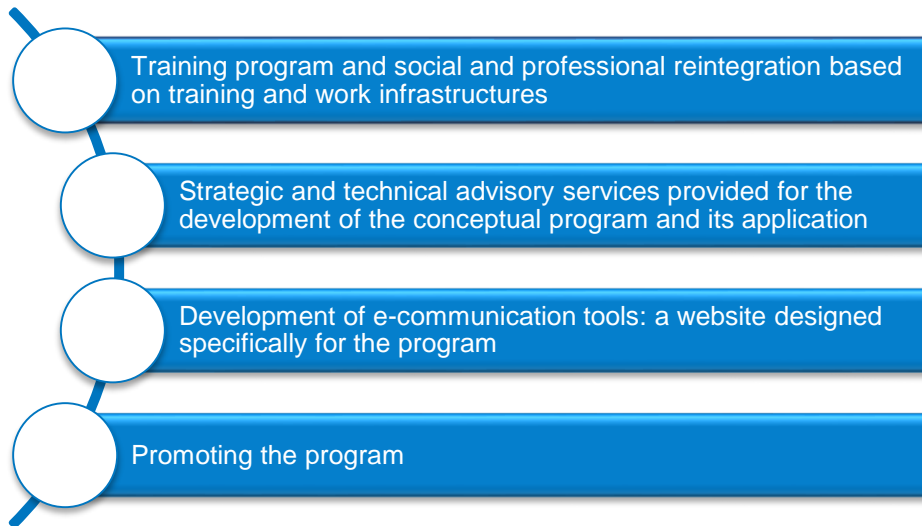 Training program and social and professional reintegration based
on training and work infrastructures
Strategic and technical advisory services provided for the
development of the conceptual program and its application
Development of e-communication tools: a website designed
specifically for the program
Promoting the program